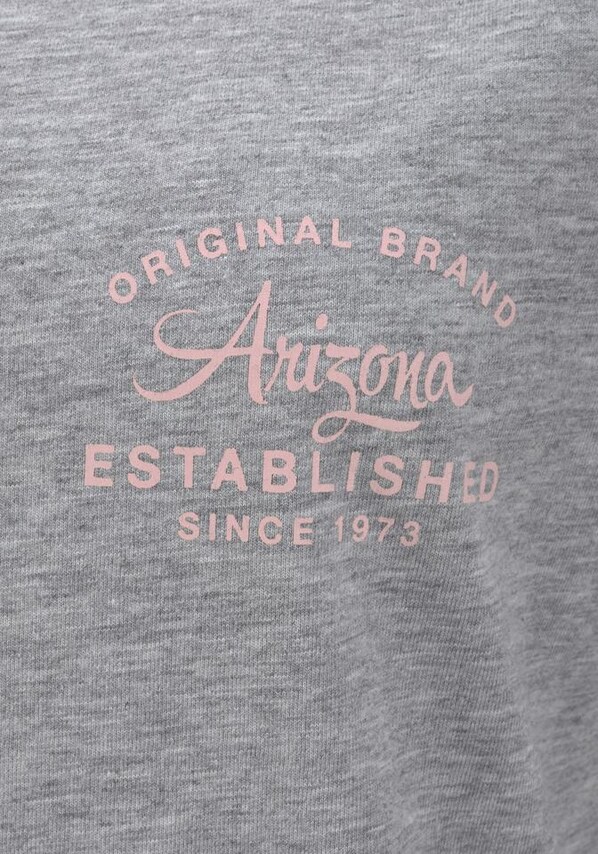 ORIGINAL BRAND
Arizona
ESTABLISHED
SINCE 1973